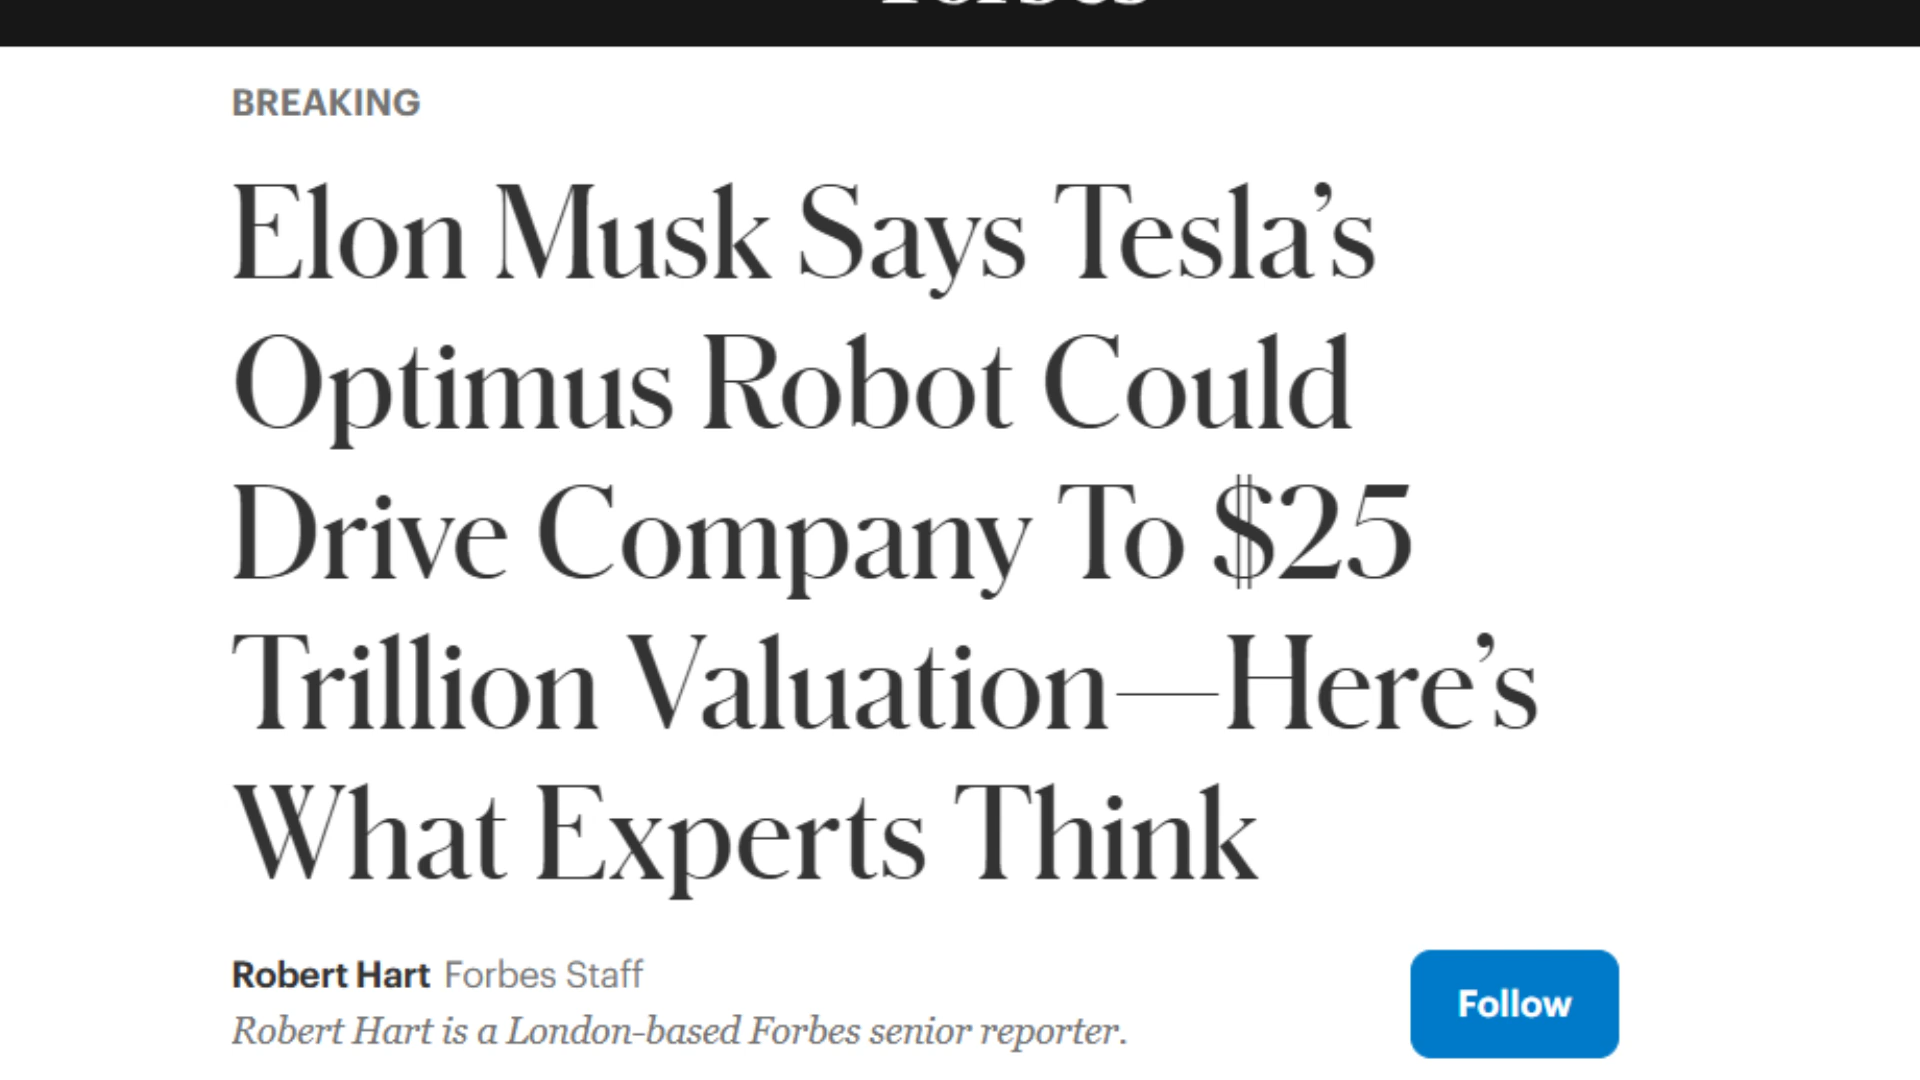 BREAKING
Elon Musk Says Tesla’s
Optimus Robot Could
Drive Company To $25
Trillion Valuation—Here’s
What Experts Think
Robert Hart Forbes Staff
Robert Hart is a London-based Forbes senior reporter.
Follow